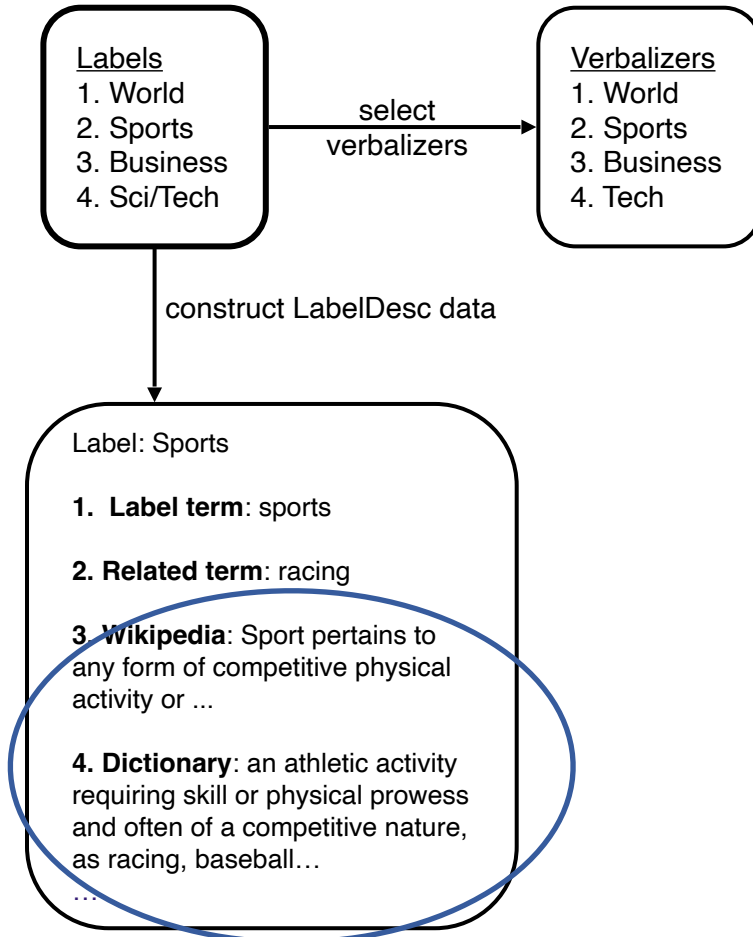 Labels
1. World
2. Sports
3. Business
4. Sci/Tech
select
verbalizers
Verbalizers
1. World
2. Sports
3. Business
4. Tech
construct LabelDesc data
Label: Sports
1. Label term: sports
2. Related term: racing
3. Wikipedia: Sport pertains to
any form of competitive physical
activity or ...
4. Dictionary: an athletic activity
requiring skill or physical prowess
and often of a competitive nature,
as racing, baseball…
…